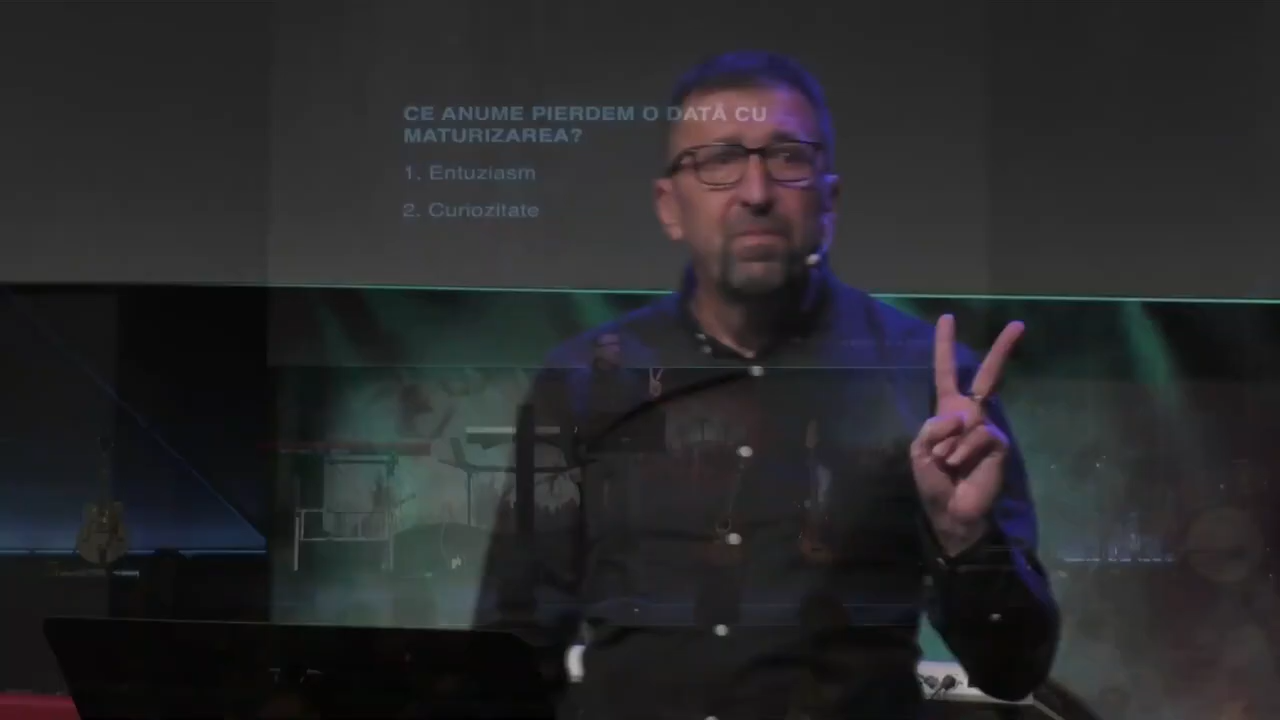 CE ANUME PIERDEM O DATĂ CU
MATURIZAREA?
1. Entuziasm
2. Curiozitate